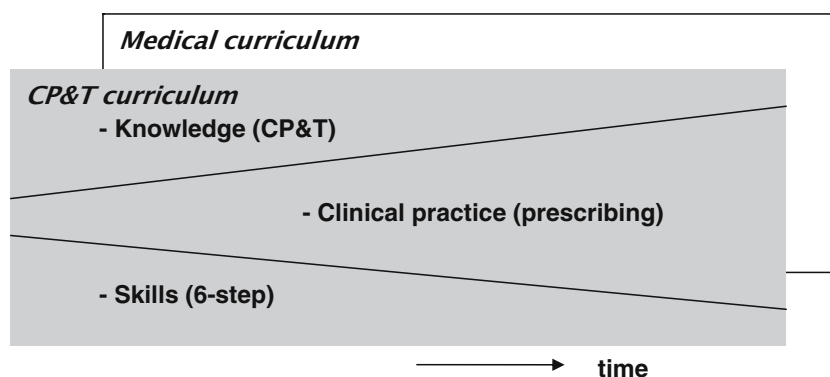 Medical curriculum
CP&T curriculum
- Knowledge (CP&T)
- Clinical practice (prescribing)
- Skills (6-step)
time